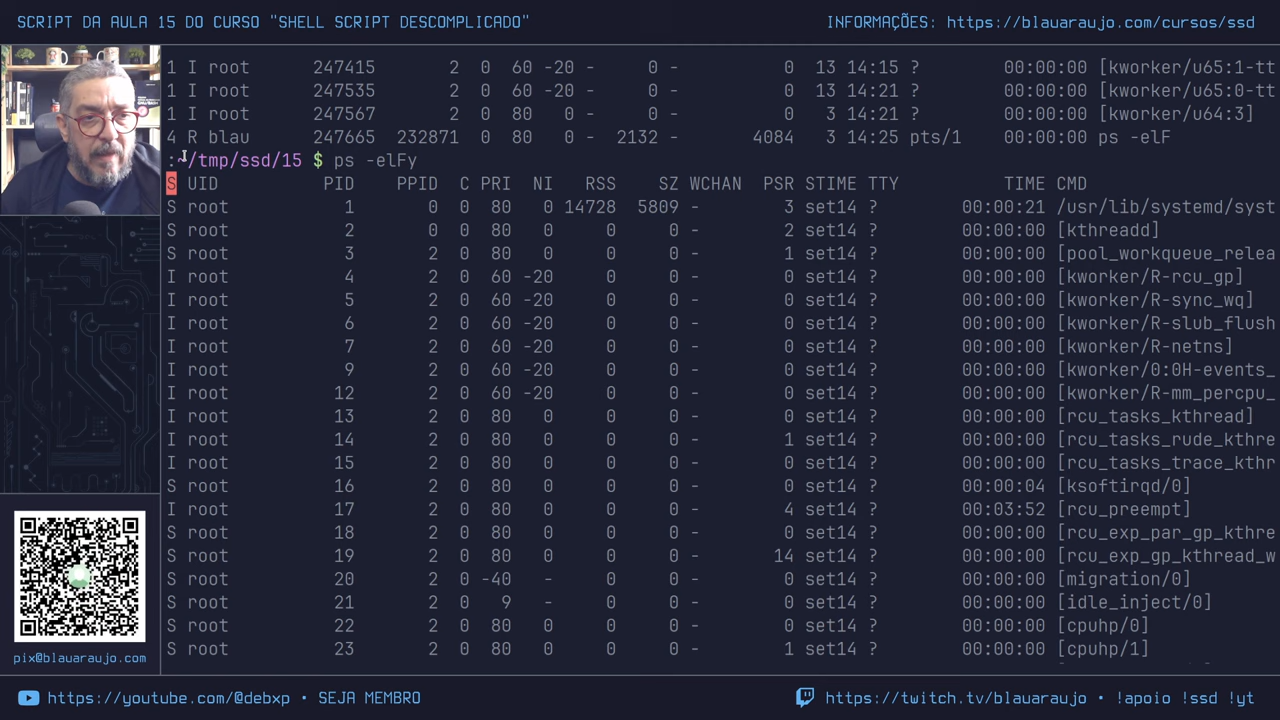 SCRIPT DA AULA 15 DO CURSO "SHELL SCRIPT DESCOMPLICADO"
INFORMAÇÕES: https://blauaraujo.com/cursos/ssd
1 I root 247415 2 0 60 -20 - 0 - 0 13 14:15 ? 00:00:00 [kworker/u65:1-tt
1 I root 247535 2 0 60 -20 - 0 - 0 13 14:21 ? 00:00:00 [kworker/u65:0-tt
1 I root 247567 2 0 80 0 - 0 - 0 3 14:21 ? 00:00:00 [kworker/u64:3]
4 R blau 247665 232871 0 80 0 - 2132 - 4084 3 14:25 pts/1 00:00:00 ps -elF
:~/tmp/ssd/15 $ ps -elFy
S UID PID PPID C PRI NI RSS SZ WCHAN PSR STIME TTY TIME CMD
S root 1 0 0 80 0 14728 5809 - 3 set14 ? 00:00:21 /usr/lib/systemd/syst
S root 2 0 0 80 0 0 0 - 2 set14 ? 00:00:00 [kthreadd]
S root 3 2 0 80 0 0 0 - 1 set14 ? 00:00:00 [pool_workqueue_relea
I root 4 2 0 60 -20 0 0 - 0 set14 ? 00:00:00 [kworker/R-rcu_gp]
I root 5 2 0 60 -20 0 0 - 0 set14 ? 00:00:00 [kworker/R-sync_wq]
I root 6 2 0 60 -20 0 0 - 0 set14 ? 00:00:00 [kworker/R-slub_flush
I root 7 2 0 60 -20 0 0 - 0 set14 ? 00:00:00 [kworker/R-netns]
I root 9 2 0 60 -20 0 0 - 0 set14 ? 00:00:00 [kworker/0:0H-events_
I root 12 2 0 60 -20 0 0 - 0 set14 ? 00:00:00 [kworker/R-mm_percpu_
I root 13 2 0 80 0 0 0 - 0 set14 ? 00:00:00 [rcu_tasks_kthread]
I root 14 2 0 80 0 0 0 - 1 set14 ? 00:00:00 [rcu_tasks_rude_kthre
I root 15 2 0 80 0 0 0 - 0 set14 ? 00:00:00 [rcu_tasks_trace_kthr
S root 16 2 0 80 0 0 0 - 0 set14 ? 00:00:04 [ksoftirqd/0]
I root 17 2 0 80 0 0 0 - 4 set14 ? 00:03:52 [rcu_preempt]
S root 18 2 0 80 0 0 0 - 0 set14 ? 00:00:00 [rcu_exp_par_gp_kthre
S root 19 2 0 80 0 0 0 - 14 set14 ? 00:00:00 [rcu_exp_gp_kthread_w
S root 20 2 0 -40 - 0 0 - 0 set14 ? 00:00:00 [migration/0]
S root 21 2 0 9 - 0 0 - 0 set14 ? 00:00:00 [idle_inject/0]
S root 22 2 0 80 0 0 0 - 0 set14 ? 00:00:00 [cpuhp/0]
S root 23 2 0 80 0 0 0 - 1 set14 ? 00:00:00 [cpuhp/1]
pix@blauaraujo.com
https://youtube.com/@debxp • SEJA MEMBRO
https://twitch.tv/blauaraujo • !apoio !ssd !yt